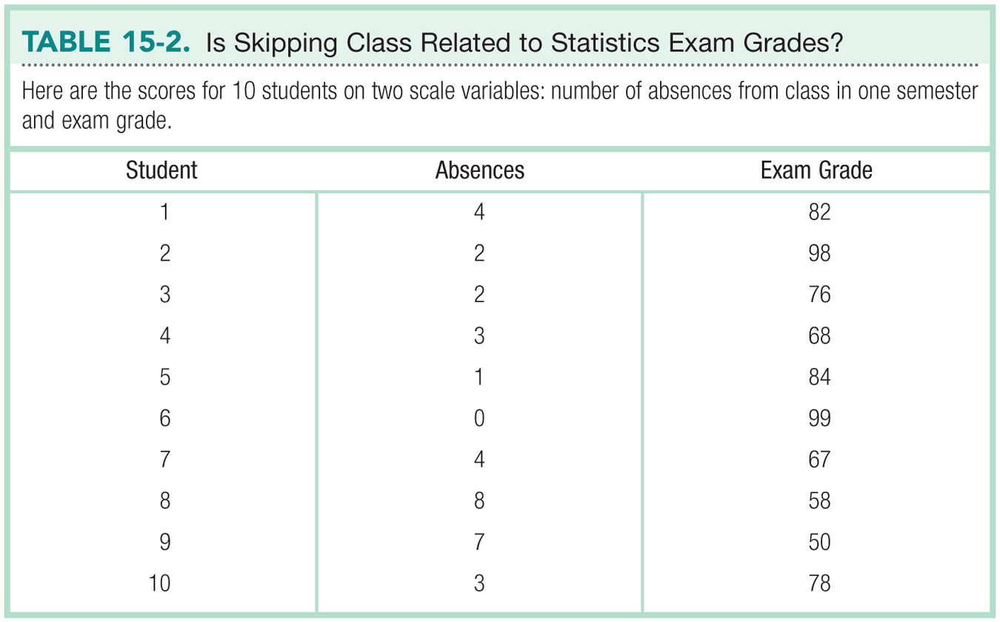 TABLE 15-2. Is Skipping Class Related to Statistics Exam Grades?
Here are the scores for 10 students on two scale variables: number of absences from class in one semester
and exam grade.
Student Absences Exam Grade
1 4 82
2 2 98
3 2 76
4 3 68
5 1 84
6 0 99
7 4 67
8 8 58
9 7 50
10 3 78